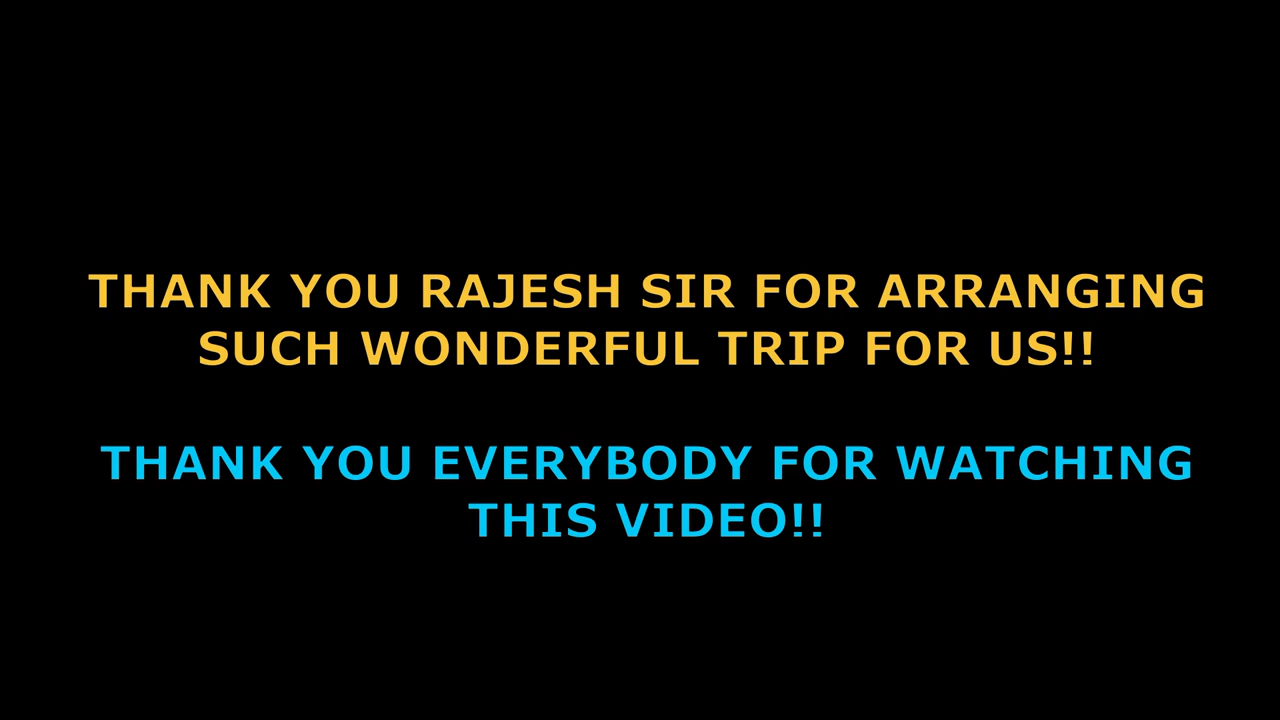 THANK YOU RAJESH SIR FOR ARRANGING
SUCH WONDERFUL TRIP FOR US!!
THANK YOU EVERYBODY FOR WATCHING
THIS VIDEO!!